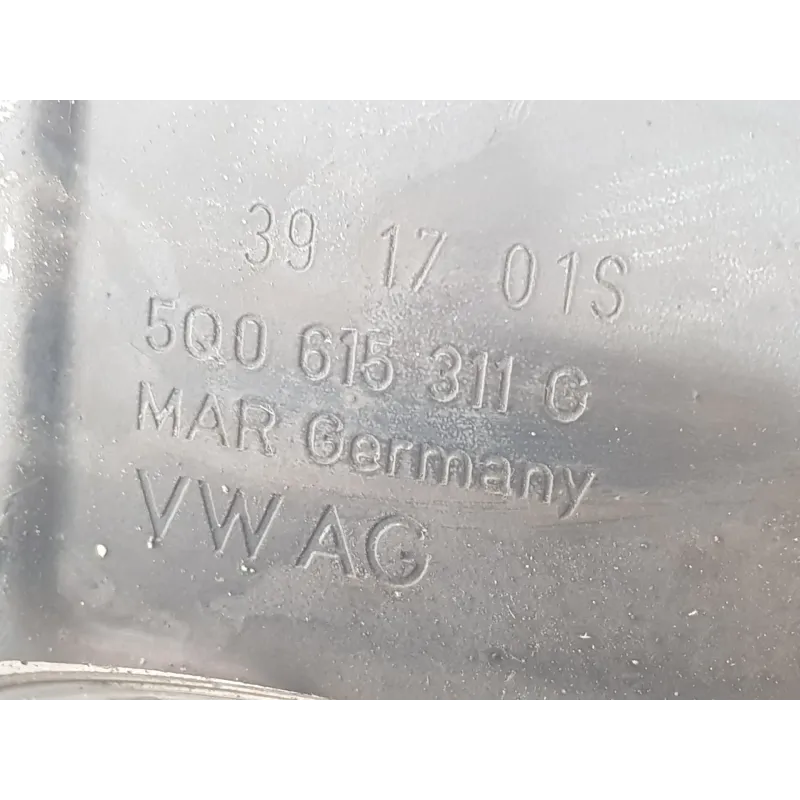 39 17 01S
5Q0 615 311 G
MAR Germany
VW AG